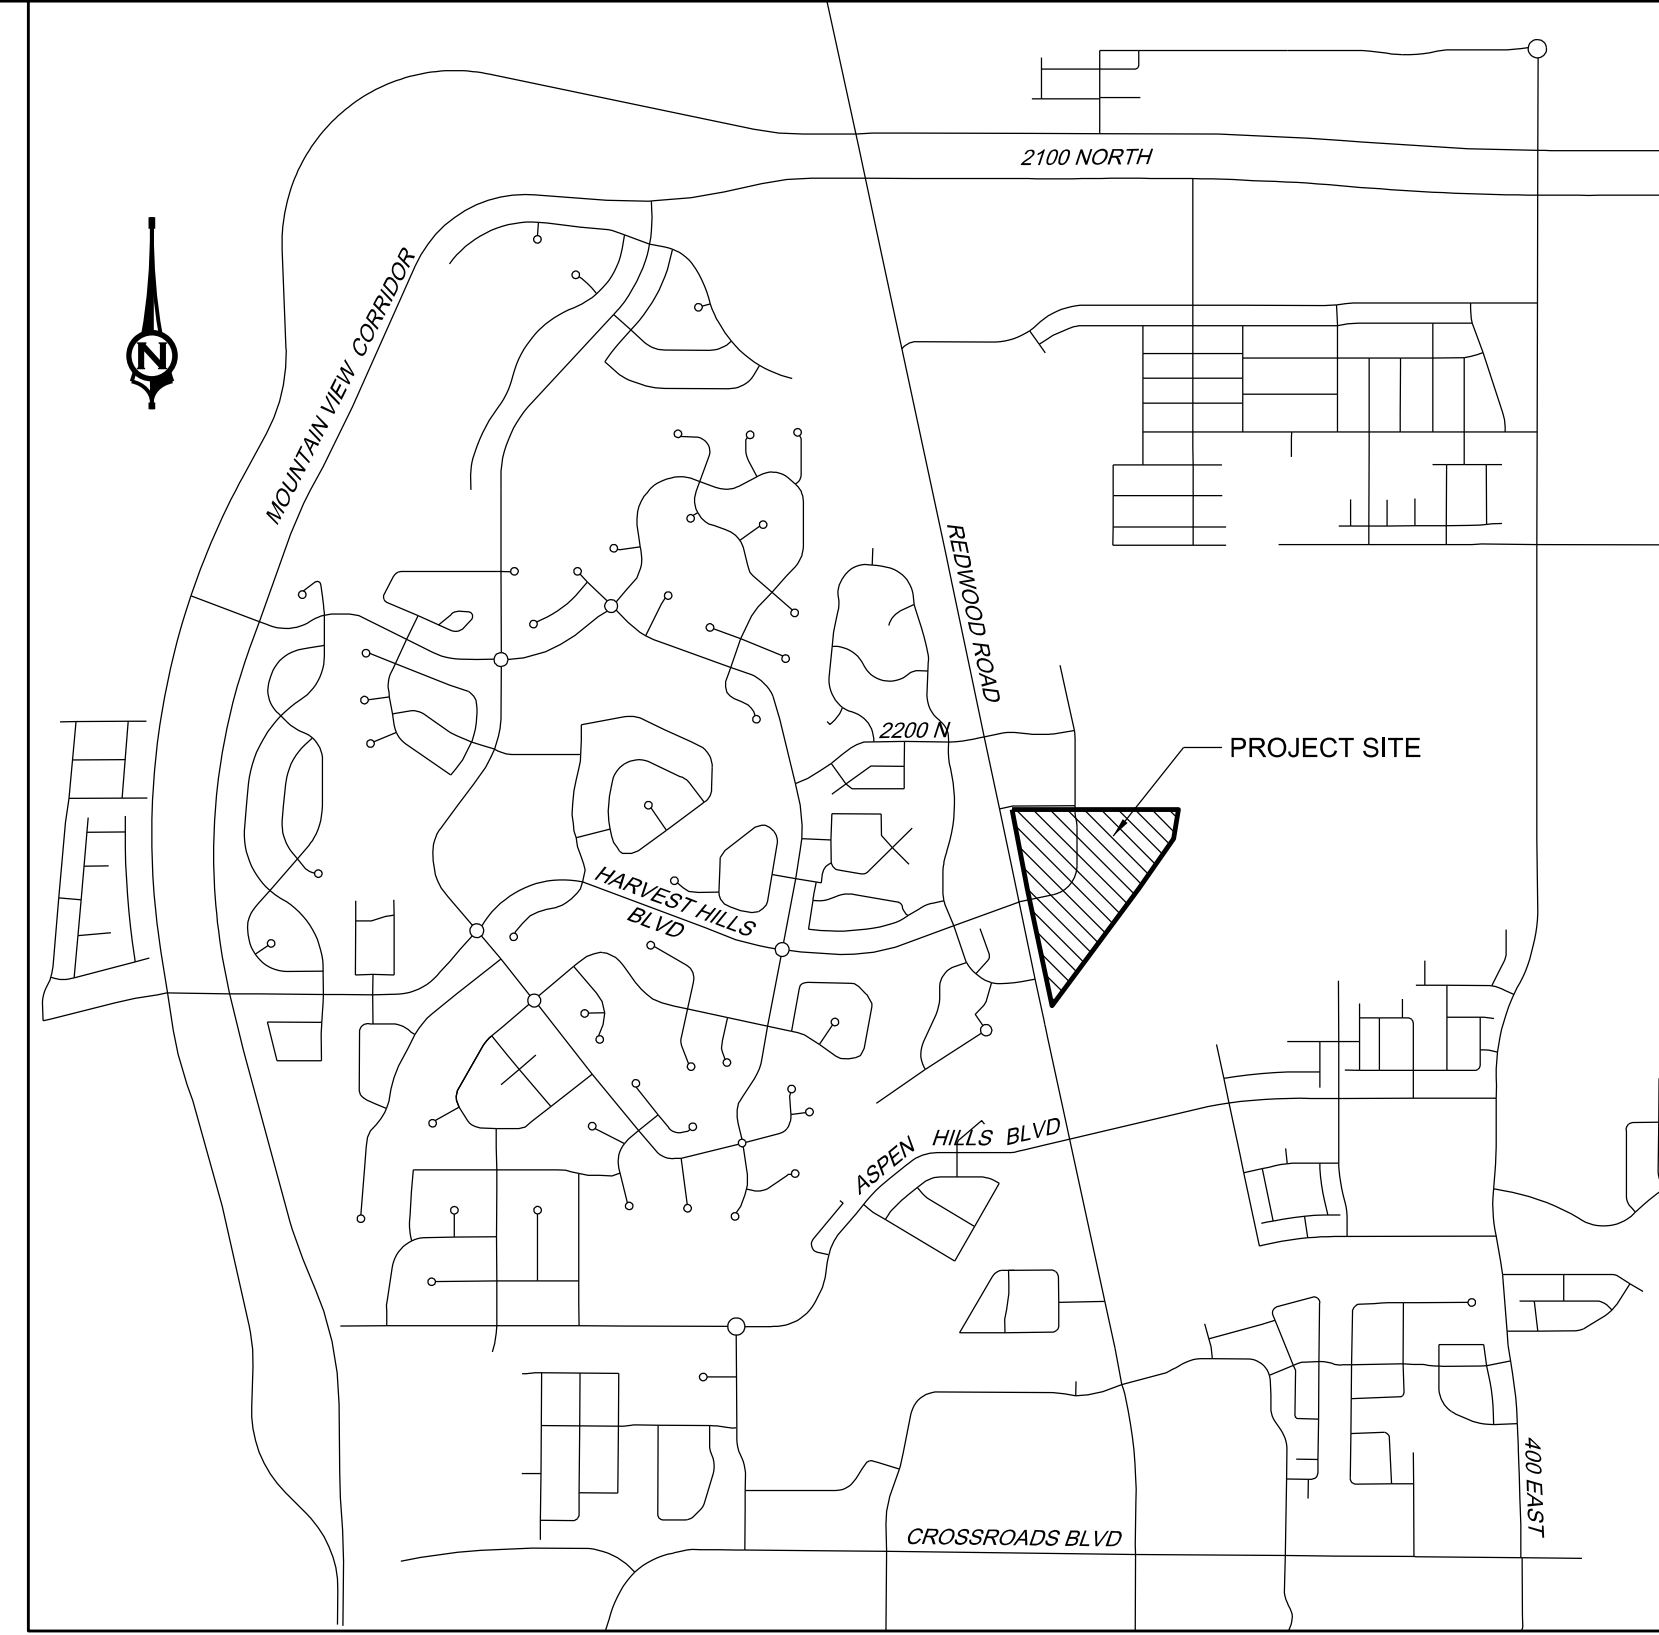 2100 NORTH
MOUNTAIN VIEW CORRIDOR
N
REDWOOD ROAD
2200 N
PROJECT SITE
HARVEST HILLS
BLVD
ASPEN HILLS BLVD
400 EAST
CROSSROADS BLVD